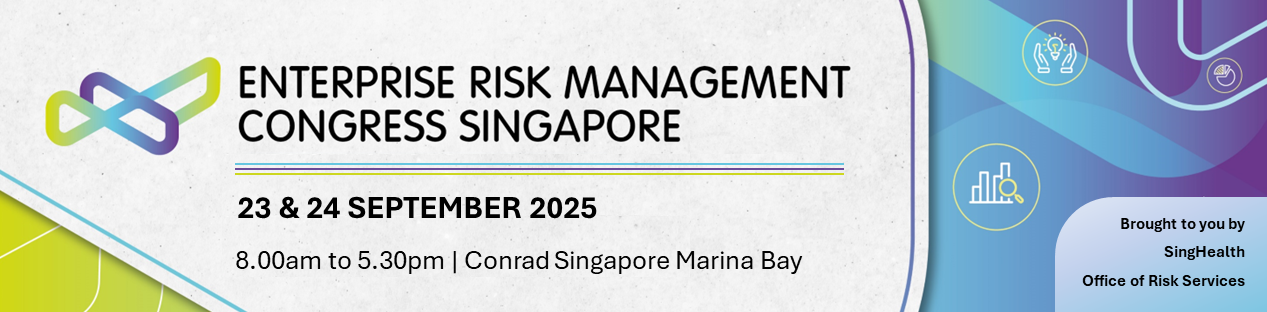 ENTERPRISE RISK MANAGEMENT
CONGRESS SINGAPORE
23 & 24 SEPTEMBER 2025
8.00am to 5.30pm | Conrad Singapore Marina Bay
Brought to you by
SingHealth
Office of Risk Services